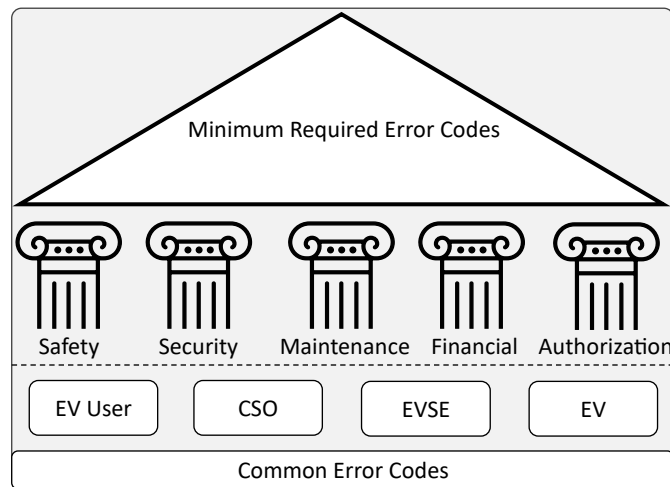 Minimum Required Error Codes
Safety Security Maintenance Financial Authorization
EV User CSO EVSE EV
Common Error Codes